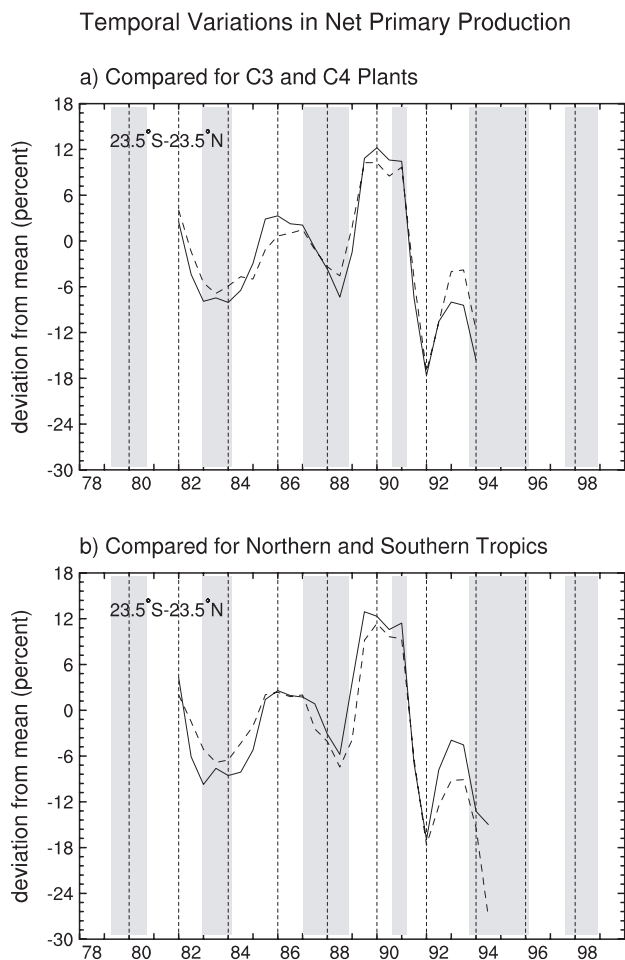 Temporal Variations in Net Primary Production
a) Compared for C3 and C4 Plants
deviation from mean (percent)
18
12
6
0
-6
-12
-18
-24
-30
23.5°S-23.5°N
78 80 82 84 86 88 90 92 94 96 98
b) Compared for Northern and Southern Tropics
deviation from mean (percent)
18
12
6
0
-6
-12
-18
-24
-30
23.5°S-23.5°N
78 80 82 84 86 88 90 92 94 96 98